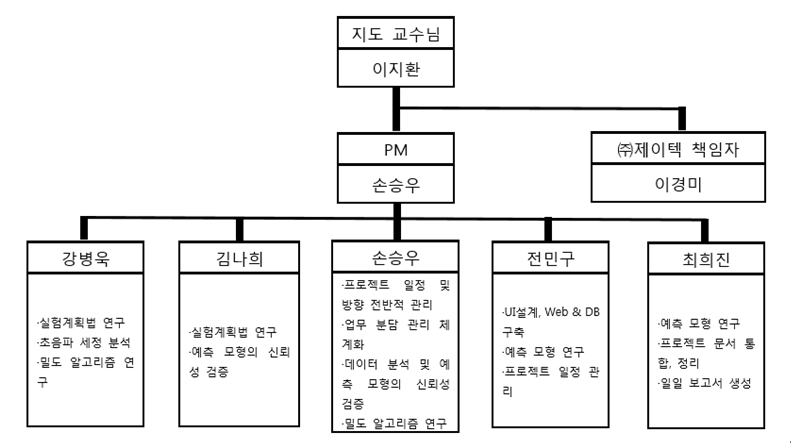 지도 교수님
이지환
PM
손승우
㈜제이텍 책임자
이경미
강병욱
·실험계획법 연구
·초음파 세정 분석
·밀도 알고리즘 연
구
김나희
·실험계획법 연구
·예측 모형의 신뢰
성 검증
손승우
·프로젝트 일정 및
방향 전반적 관리
·업무 분담 관리 체
계화
·데이터 분석 및 예
측 모형의 신뢰성
검증
·밀도 알고리즘 연구
전민구
·UI설계, Web & DB
구축
·예측 모형 연구
·프로젝트 일정 관
리
최희진
·예측 모형 연구
·프로젝트 문서 통
합, 정리
·일일 보고서 생성